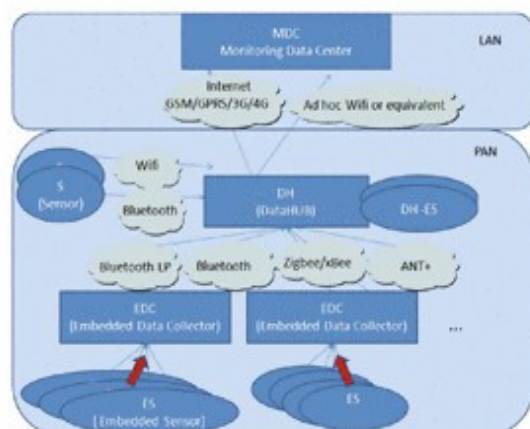 MDC
Monitoring Data Center
LAN
Internet
GSM/GPRS/3G/4G
Ad hoc Wifi or equivalent
PAN
Wifi
S
(Sensor)
Bluetooth
DH
(DataHUB)
DH-ES
Bluetooth LP
Bluetooth
Zigbee/xBee
ANT+
EDC
(Embedded Data Collector)
EDC
(Embedded Data Collector)
...
ES
[Embedded Sensor]
ES